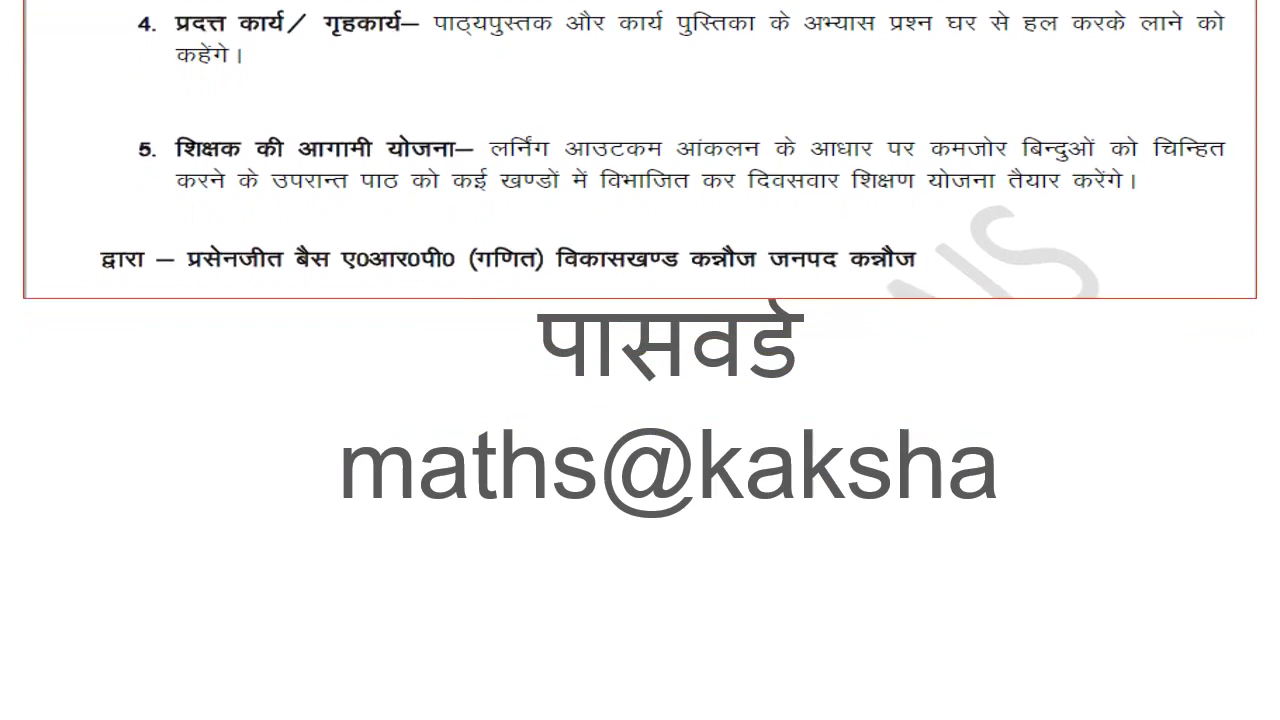 4. प्रदत्त कार्य/ गृहकार्य– पाठ्यपुस्तक और कार्य पुस्तिका के अभ्यास प्रश्न घर से हल करके लाने को
कहेंगे।
5. शिक्षक की आगामी योजना– लर्निंग आउटकम आंकलन के आधार पर कमजोर बिन्दुओं को चिन्हित
करने के उपरान्त पाठ को कई खण्डों में विभाजित कर दिवसवार शिक्षण योजना तैयार करेंगे।
द्वारा – प्रसेनजीत बैस ए0आर0पी0 (गणित) विकासखण्ड कन्नौज जनपद कन्नौज
पासवर्ड
maths@kaksha